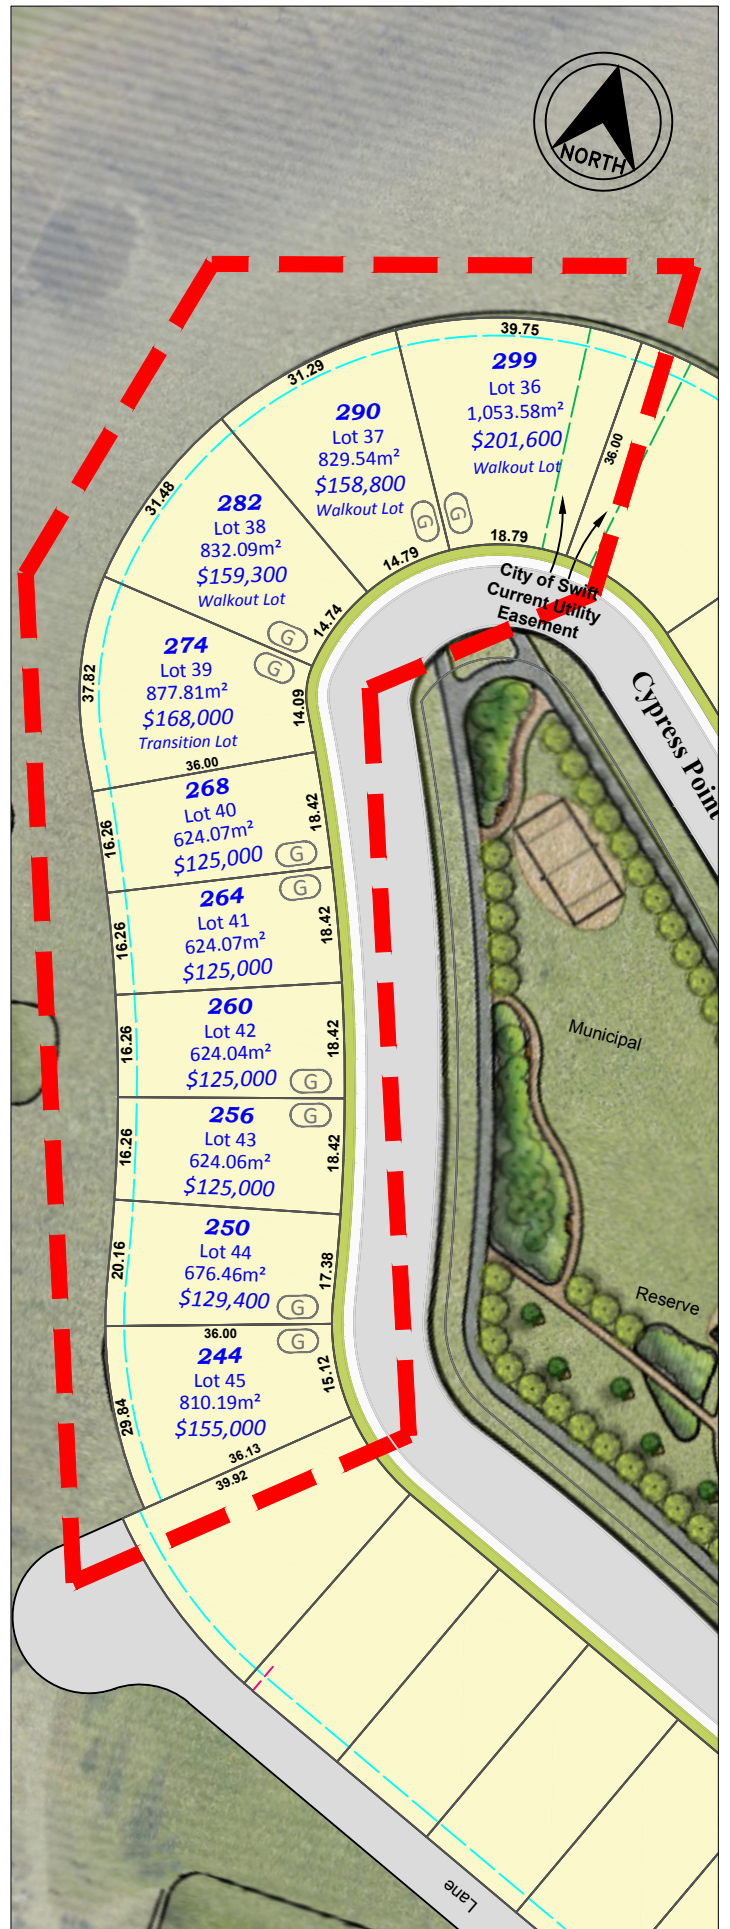 NORTH
39.75
299
Lot 36
1,053.58m²
$201,600
Walkout Lot
36.00
18.79
31.29
290
Lot 37
829.54m²
$158,800
Walkout Lot
G
G
14.79
City of Swift
Current Utility
Easement
31.48
282
Lot 38
832.09m²
$159,300
Walkout Lot
G
14.74
37.82
274
Lot 39
877.81m²
$168,000
Transition Lot
G
14.09
36.00
Cypress Point
268
Lot 40
624.07m²
$125,000
G
16.26
18.42
264
Lot 41
624.07m²
$125,000
G
16.26
18.42
260
Lot 42
624.04m²
$125,000
G
16.26
18.42
Municipal
256
Lot 43
624.06m²
$125,000
G
16.26
18.42
250
Lot 44
676.46m²
$129,400
G
20.16
17.38
Reserve
36.00
244
Lot 45
810.19m²
$155,000
G
29.84
15.12
36.13
39.92
Lane